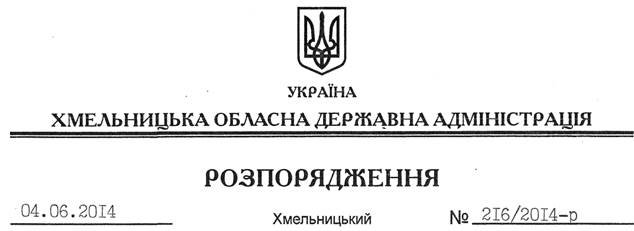 УКРАЇНА
ХМЕЛЬНИЦЬКА ОБЛАСНА ДЕРЖАВНА АДМІНІСТРАЦІЯ
РОЗПОРЯДЖЕННЯ
04.06.2014 Хмельницький № 216/2014-р